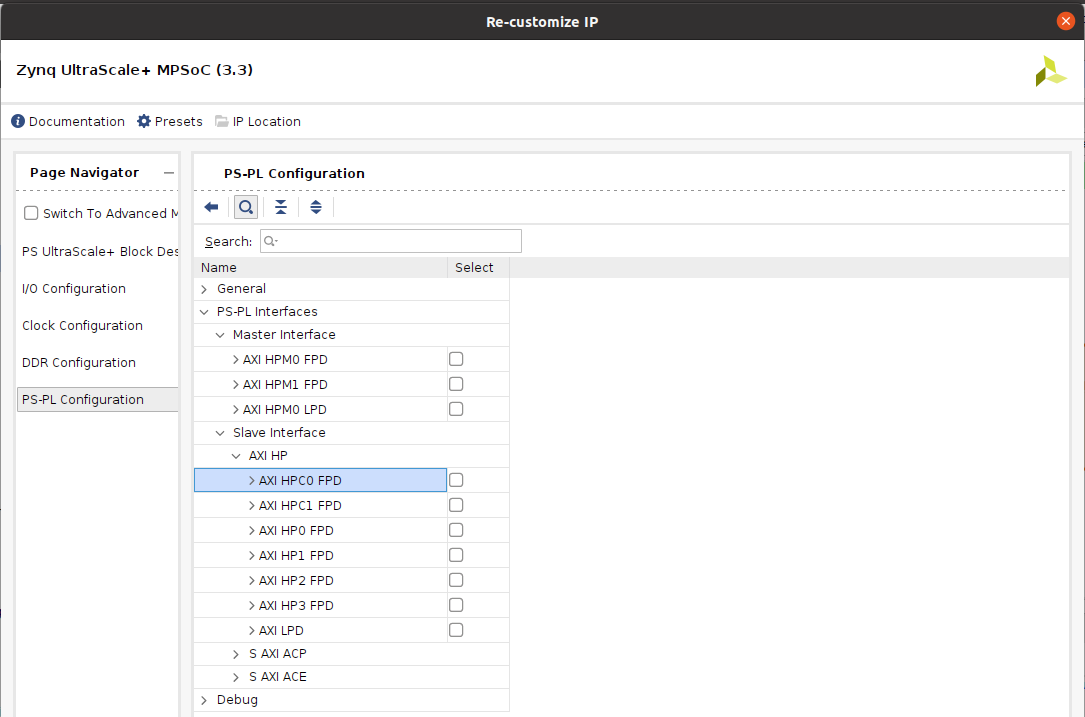 Re-customize IP
Zynq UltraScale+ MPSoC (3.3)
Documentation Presets IP Location
Page Navigator
Switch To Advanced M
PS UltraScale+ Block Des
I/O Configuration
Clock Configuration
DDR Configuration
PS-PL Configuration
PS-PL Configuration
Search:
Name Select
General
PS-PL Interfaces
Master Interface
AXI HPM0 FPD
AXI HPM1 FPD
AXI HPM0 LPD
Slave Interface
AXI HP
AXI HPC0 FPD
AXI HPC1 FPD
AXI HP0 FPD
AXI HP1 FPD
AXI HP2 FPD
AXI HP3 FPD
AXI LPD
S AXI ACP
S AXI ACE
Debug